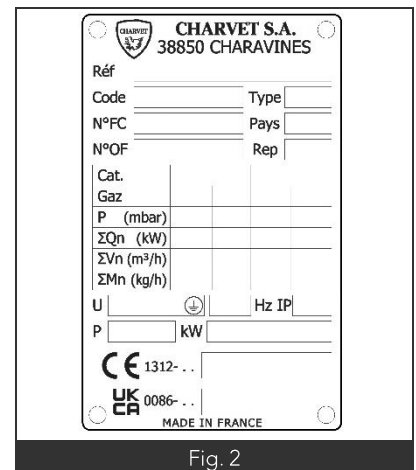 CHARVET
CHARVET S.A.
38850 CHARAVINES
Réf
Code Type
N°FC Pays
N°OF Rep
Cat.
Gaz
P (mbar)
ΣQn (kW)
ΣVn (m³/h)
ΣMn (kg/h)
U Hz IP
P kW
CE 1312- . .
UK
CA 0086- . .
MADE IN FRANCE
Fig. 2